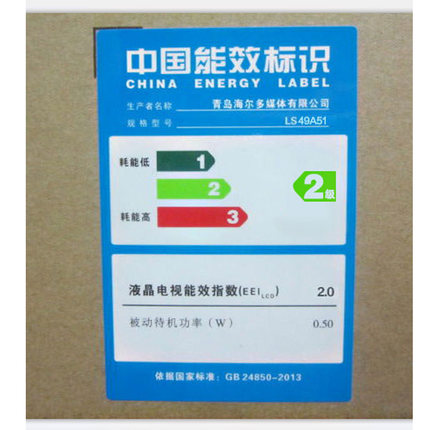 中国能效标识
CHINA ENERGY LABEL
生产者名称 青岛海尔多媒体有限公司
规格型号 LS49A51
耗能低 1
2 2级
耗能高 3
液晶电视能效指数(EEI LCD) 2.0
被动待机功率（W） 0.50
依据国家标准：GB 24850-2013